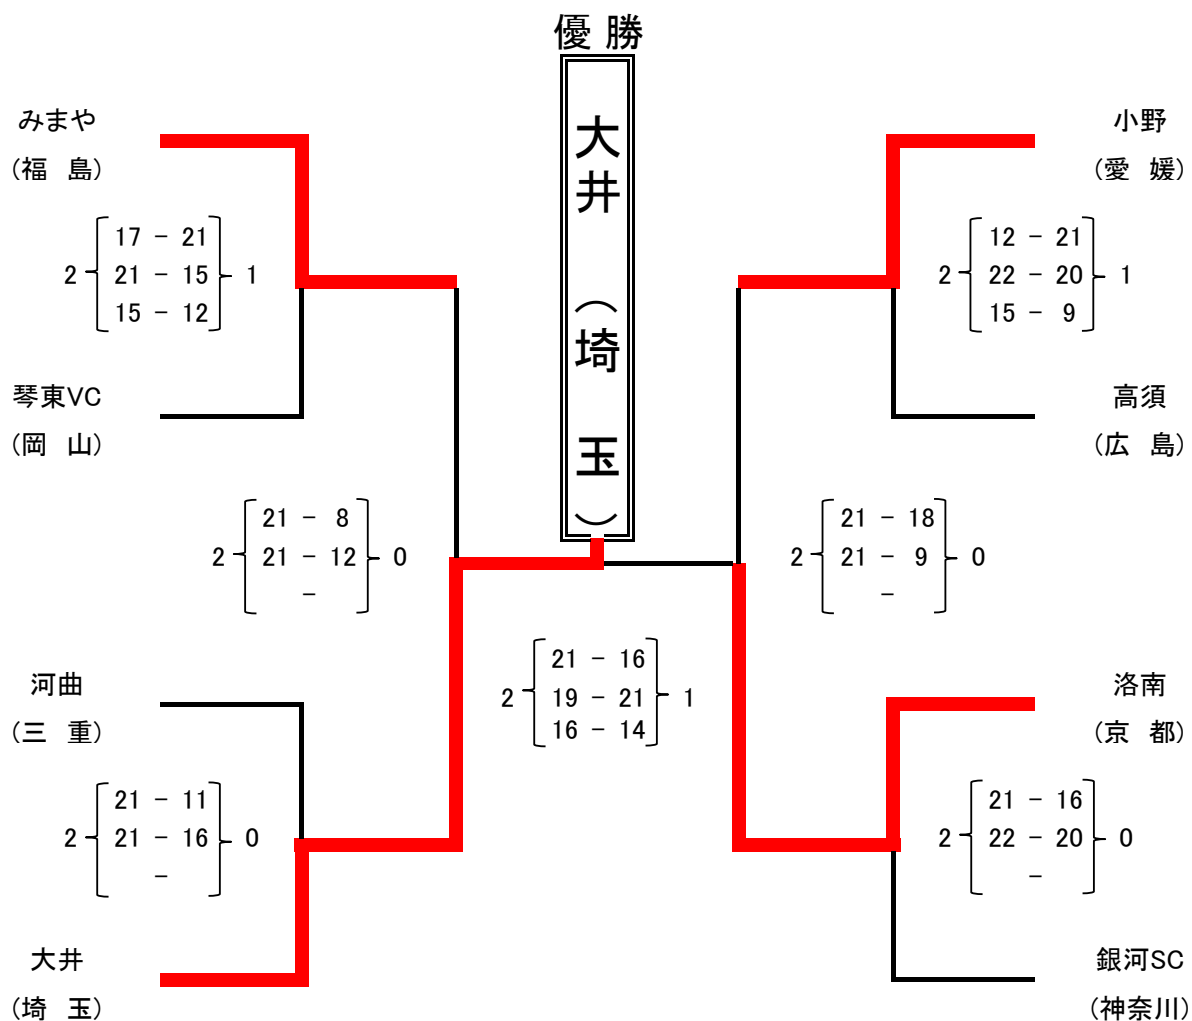 優勝
大井（埼玉）
みまや
（福 島）
2 17 － 21 1
21 － 15
15 － 12
琴東VC
（岡 山）
2 21 － 8 0
21 － 12
－
河曲
（三 重）
2 21 － 11 0
21 － 16
－
大井
（埼 玉）
2 21 － 16 1
19 － 21
16 － 14
小野
（愛 媛）
2 12 － 21 1
22 － 20
15 － 9
高須
（広 島）
2 21 － 18 0
21 － 9
－
洛南
（京 都）
2 21 － 16 0
22 － 20
－
銀河SC
（神奈川）